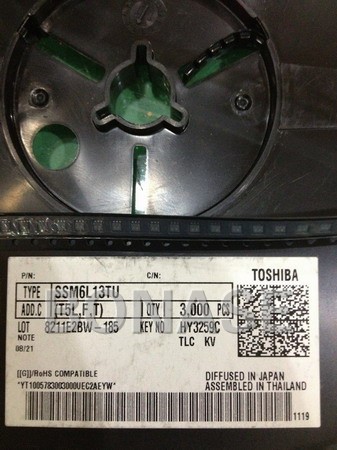 P/N: C/N: TOSHIBA
TYPE SSM6L13TU
ADD.C (T5L,F,T) QTY 3,000 PCS
LOT 8211E2BW -185 KEY NO HY3259C
NOTE TLC KV
08/21
DIFFUSED IN JAPAN
[[G]]/RoHS COMPATIBLE ASSEMBLED IN THAILAND
*YT1005783003000UEC2AEYW*
1119